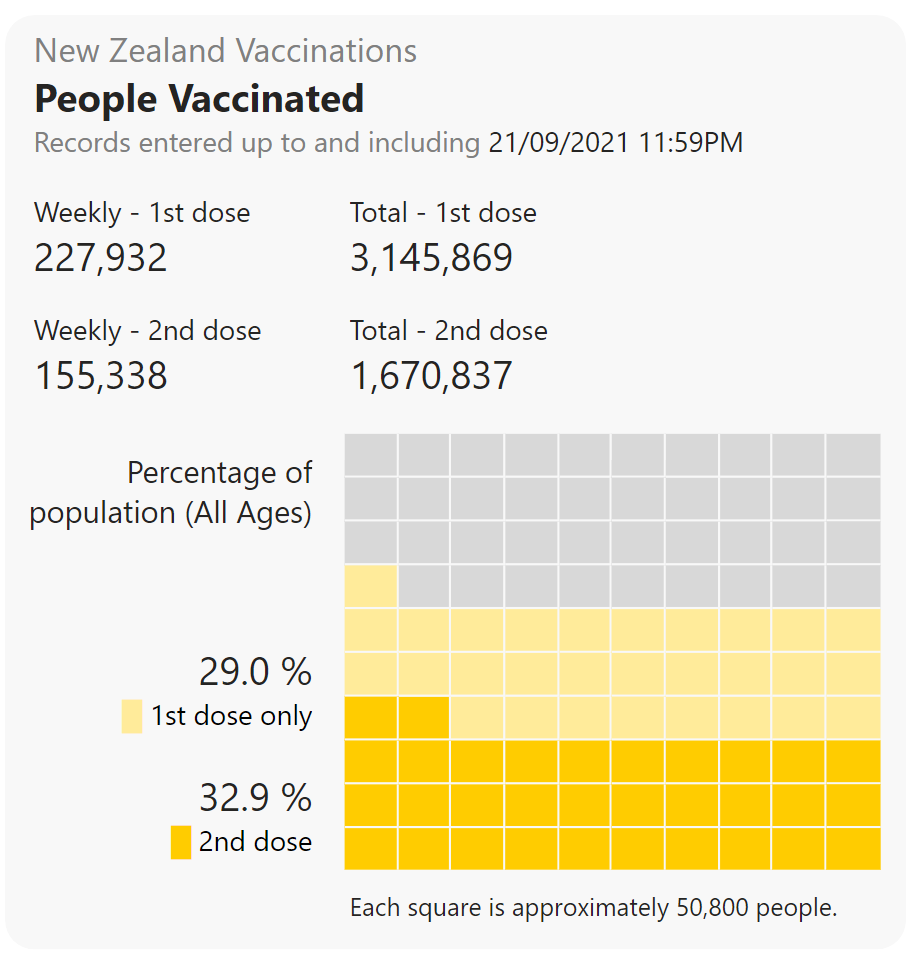 New Zealand Vaccinations
People Vaccinated
Records entered up to and including 21/09/2021 11:59PM
Weekly - 1st dose
227,932
Total - 1st dose
3,145,869
Weekly - 2nd dose
155,338
Total - 2nd dose
1,670,837
Percentage of
population (All Ages)
29.0 %
1st dose only
32.9 %
2nd dose
Each square is approximately 50,800 people.